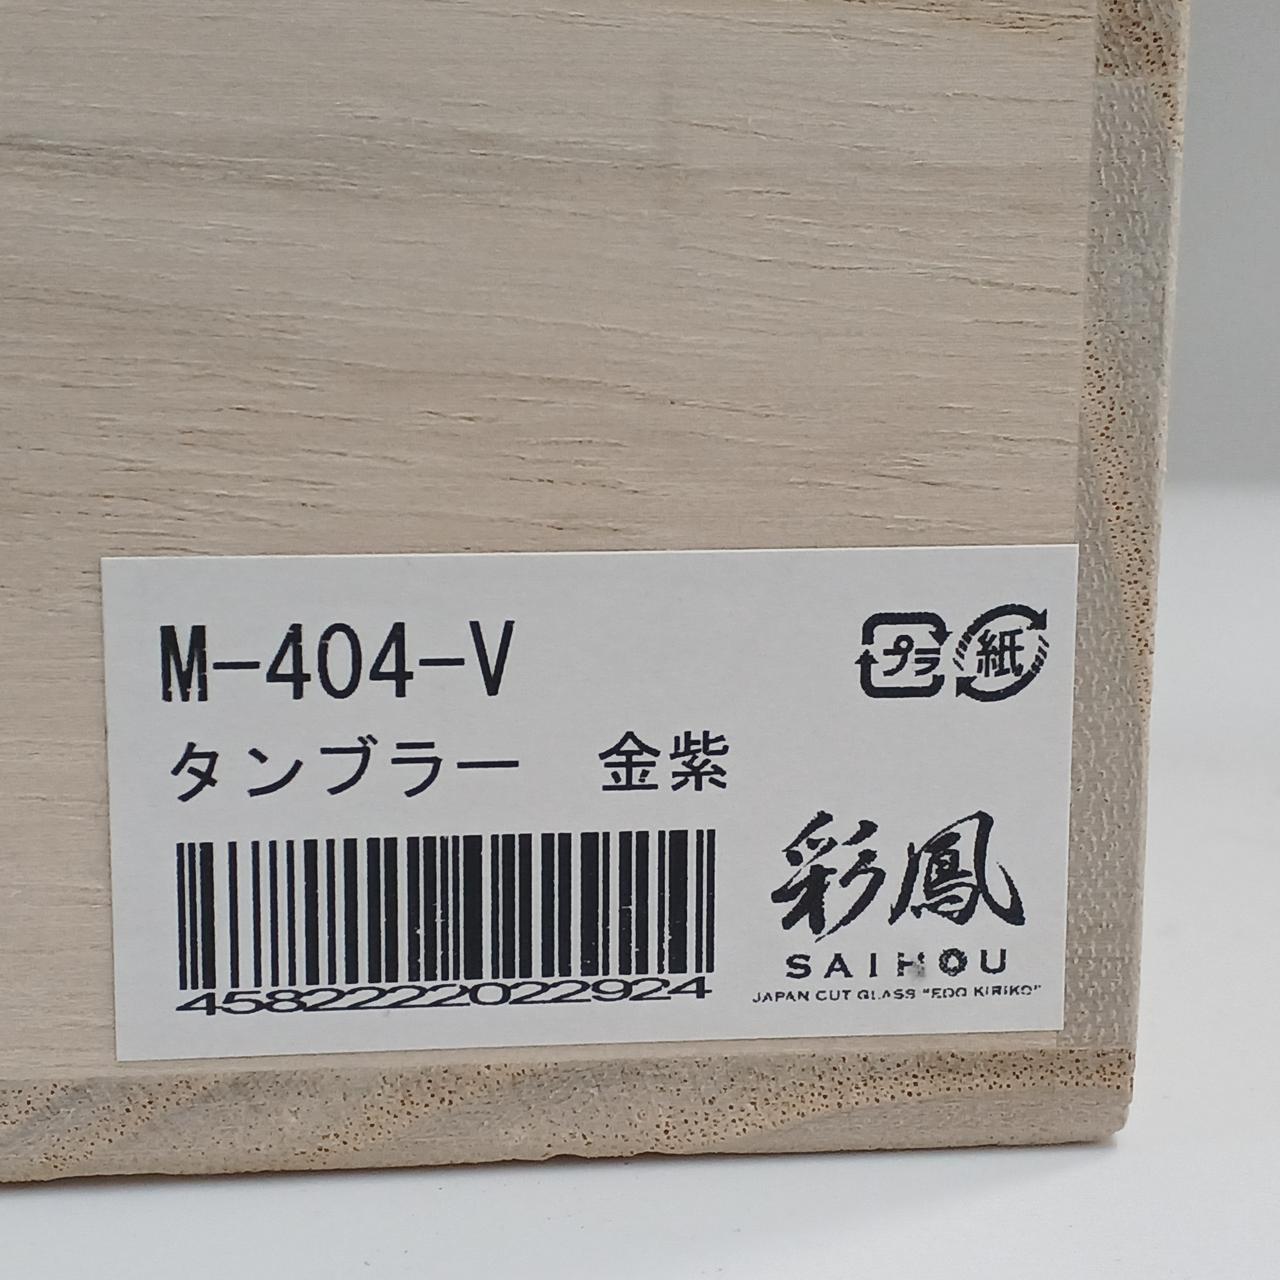 M-404-V
プラ 紙
タンブラー 金紫
4582222022924
彩鳳
SAIHOU
JAPAN CUT GLASS "EDO KIRIKO"